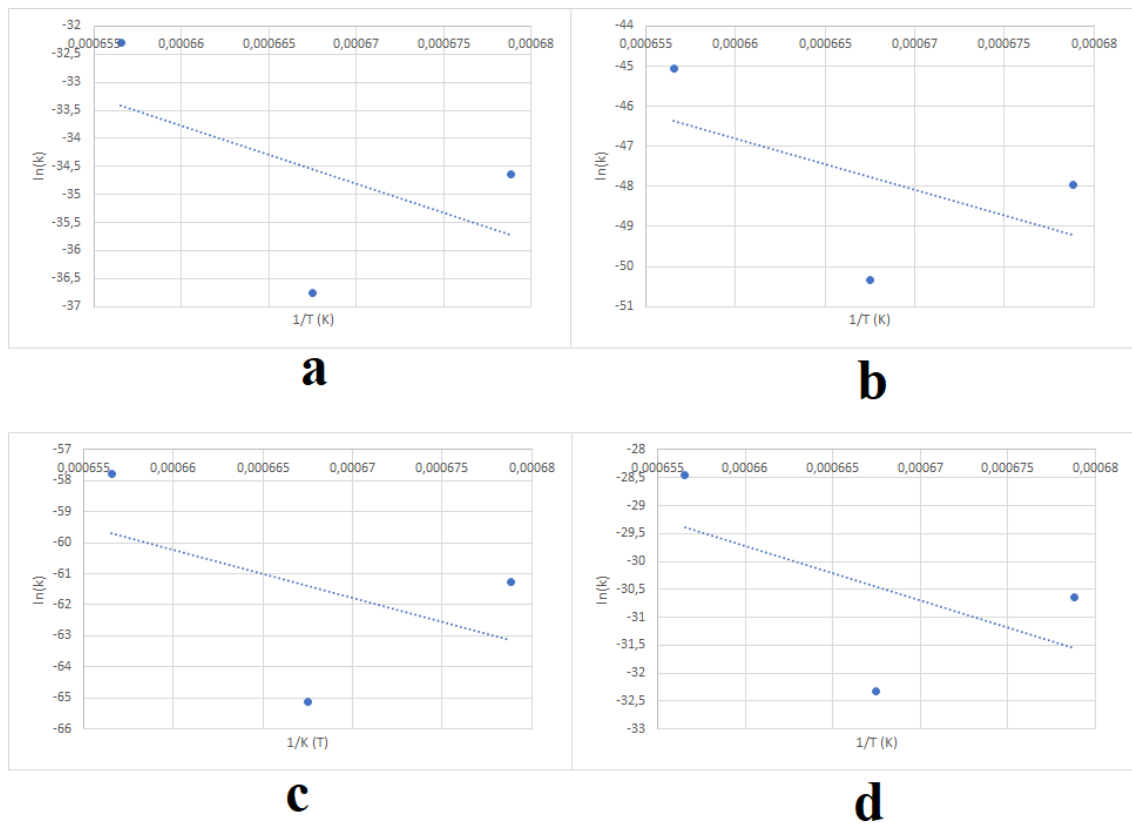 -32
0,000655 0,00066 0,000665 0,00067 0,000675 0,00068
-32,5
-33
-33,5
-34
-34,5
-35
-35,5
-36
-36,5
-37
ln(k)
1/T (K)
a
-44
0,000655 0,00066 0,000665 0,00067 0,000675 0,00068
-45
-46
-47
-48
-49
-50
-51
ln(k)
1/T (K)
b
-57
0,000655 0,00066 0,000665 0,00067 0,000675 0,00068
-58
-59
-60
-61
-62
-63
-64
-65
-66
ln(k)
1/K (T)
c
-28
0,000655 0,00066 0,000665 0,00067 0,000675 0,00068
-28,5
-29
-29,5
-30
-30,5
-31
-31,5
-32
-32,5
-33
ln(k)
1/T (K)
d